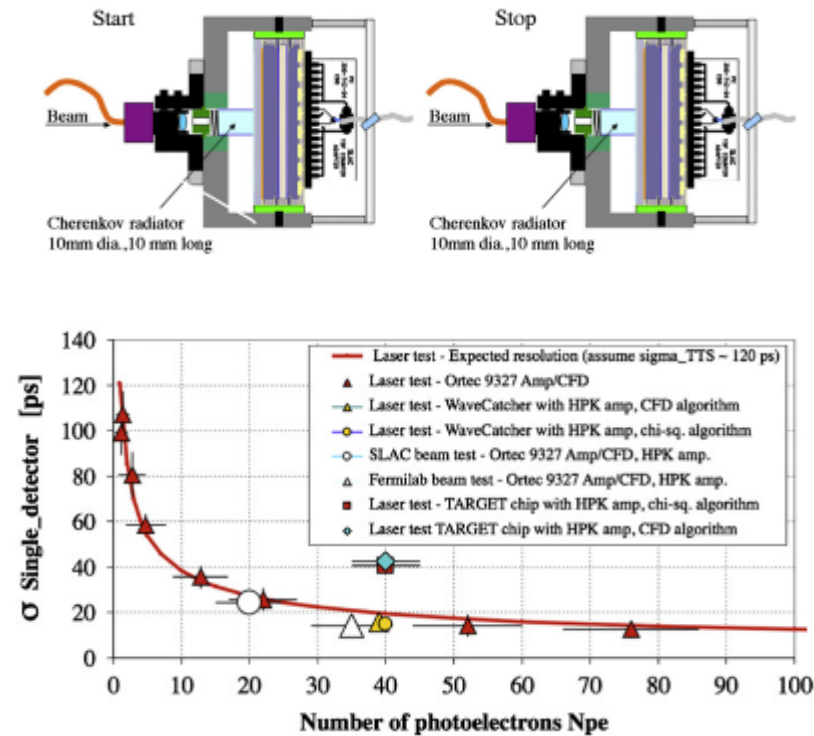 Start
Stop
Beam
Beam
Cherenkov radiator
10mm dia.,10 mm long
Cherenkov radiator
10mm dia.,10 mm long
140
120
100
80
60
40
20
0
σ Single_detector [ps]
Laser test - Expected resolution (assume sigma_TTS ~ 120 ps)
Laser test - Ortec 9327 Amp/CFD
Laser test - WaveCatcher with HPK amp, CFD algorithm
Laser test - WaveCatcher with HPK amp, chi-sq. algorithm
SLAC beam test - Ortec 9327 Amp/CFD, HPK amp.
Fermilab beam test - Ortec 9327 Amp/CFD, HPK amp.
Laser test - TARGET chip with HPK amp, chi-sq. algorithm
Laser test TARGET chip with HPK amp, CFD algorithm
0 10 20 30 40 50 60 70 80 90 100
Number of photoelectrons Npe